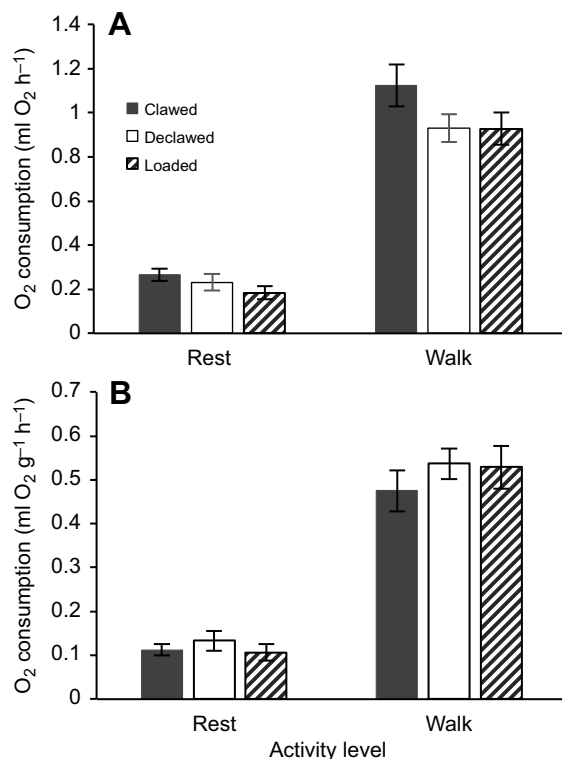 A
O₂ consumption (ml O₂ h⁻¹)
1.4
1.2
1
0.8
0.6
0.4
0.2
0
Clawed
Declawed
Loaded
Rest Walk
B
O₂ consumption (ml O₂ g⁻¹ h⁻¹)
0.7
0.6
0.5
0.4
0.3
0.2
0.1
0
Rest Walk
Activity level